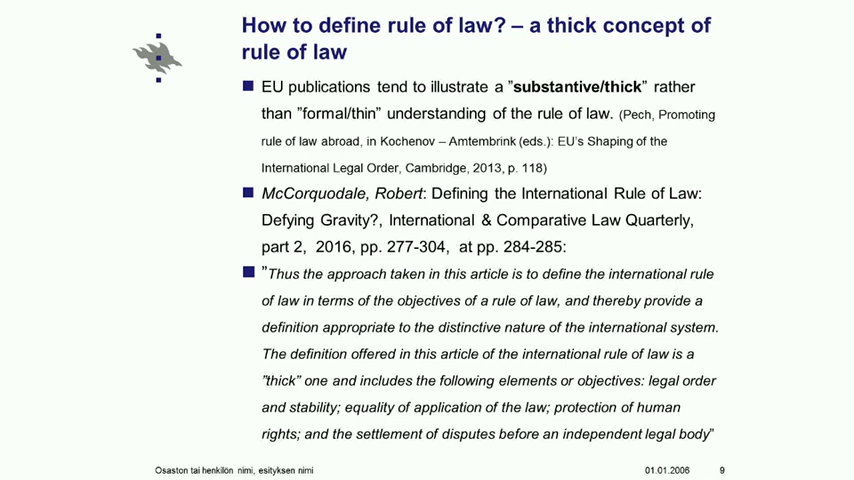 How to define rule of law? – a thick concept of
rule of law
EU publications tend to illustrate a ”substantive/thick” rather
than ”formal/thin” understanding of the rule of law. (Pech, Promoting
rule of law abroad, in Kochenov – Amtembrink (eds.): EU’s Shaping of the
International Legal Order, Cambridge, 2013, p. 118)
McCorquodale, Robert: Defining the International Rule of Law:
Defying Gravity?, International & Comparative Law Quarterly,
part 2, 2016, pp. 277-304, at pp. 284-285:
”Thus the approach taken in this article is to define the international rule
of law in terms of the objectives of a rule of law, and thereby provide a
definition appropriate to the distinctive nature of the international system.
The definition offered in this article of the international rule of law is a
”thick” one and includes the following elements or objectives: legal order
and stability; equality of application of the law; protection of human
rights; and the settlement of disputes before an independent legal body”
Osaston tai henkilön nimi, esityksen nimi
01.01.2006
9